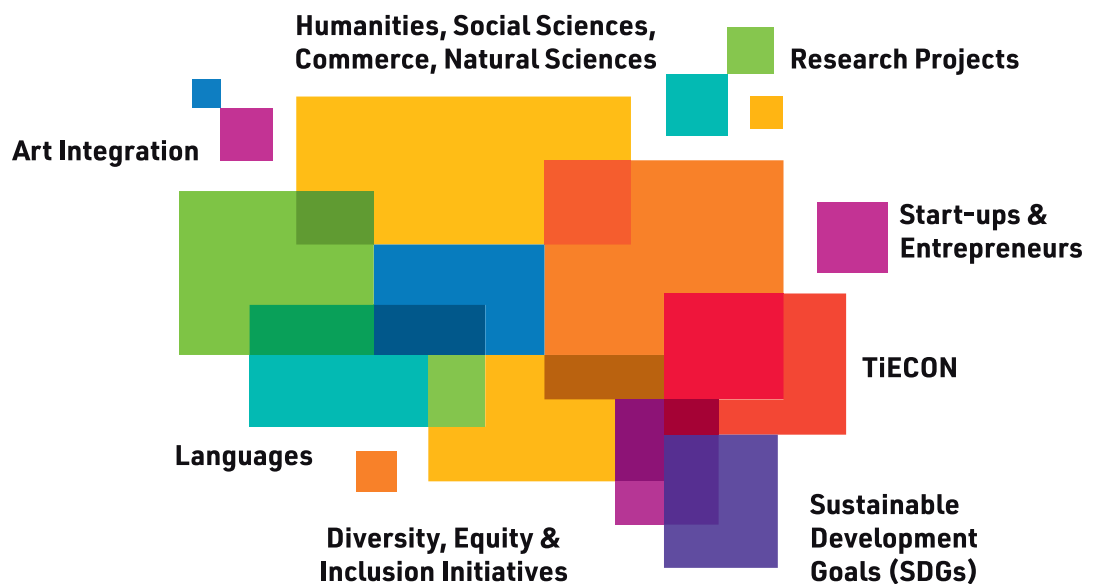 Humanities, Social Sciences,
Commerce, Natural Sciences
Research Projects
Art Integration
Start-ups &
Entrepreneurs
TiECON
Languages
Sustainable
Development
Goals (SDGs)
Diversity, Equity &
Inclusion Initiatives